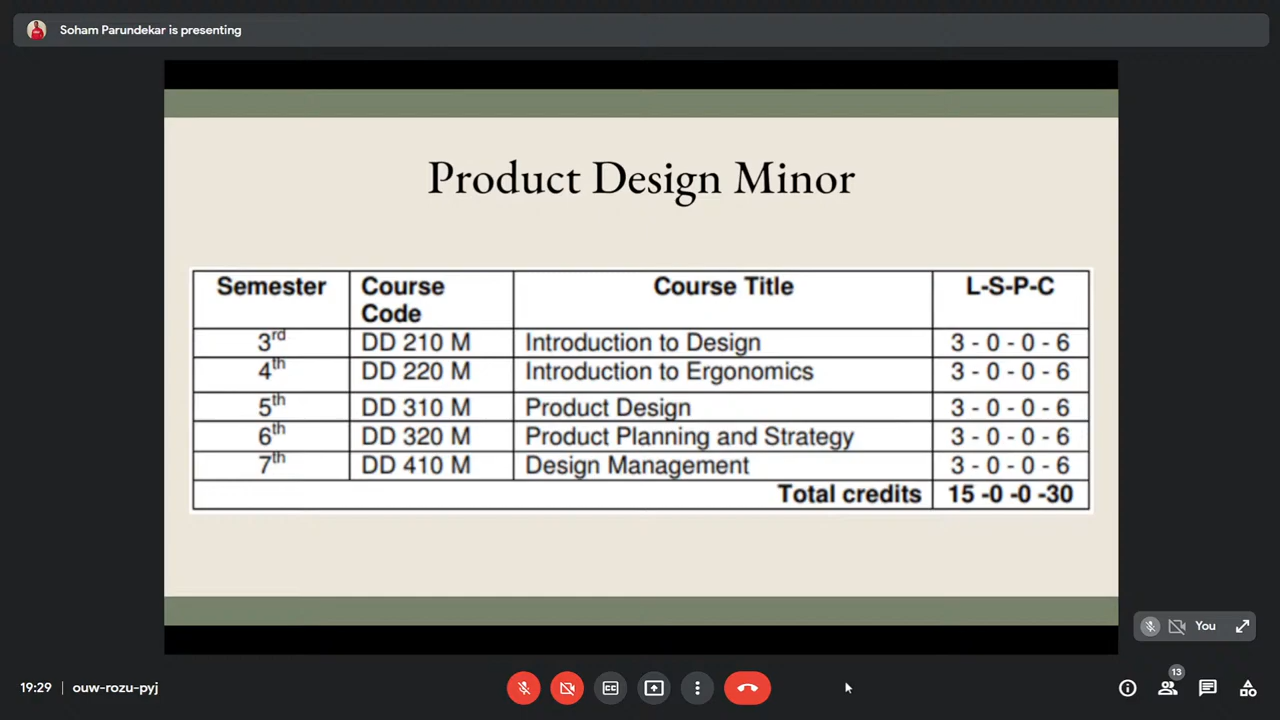 Soham Parundekar is presenting
Product Design Minor
Semester Course Code Course Title L-S-P-C
3rd DD 210 M Introduction to Design 3 - 0 - 0 - 6
4th DD 220 M Introduction to Ergonomics 3 - 0 - 0 - 6
5th DD 310 M Product Design 3 - 0 - 0 - 6
6th DD 320 M Product Planning and Strategy 3 - 0 - 0 - 6
7th DD 410 M Design Management 3 - 0 - 0 - 6
Total credits 15 -0 -0 -30
You
19:29 | ouw-rozu-pyj
13